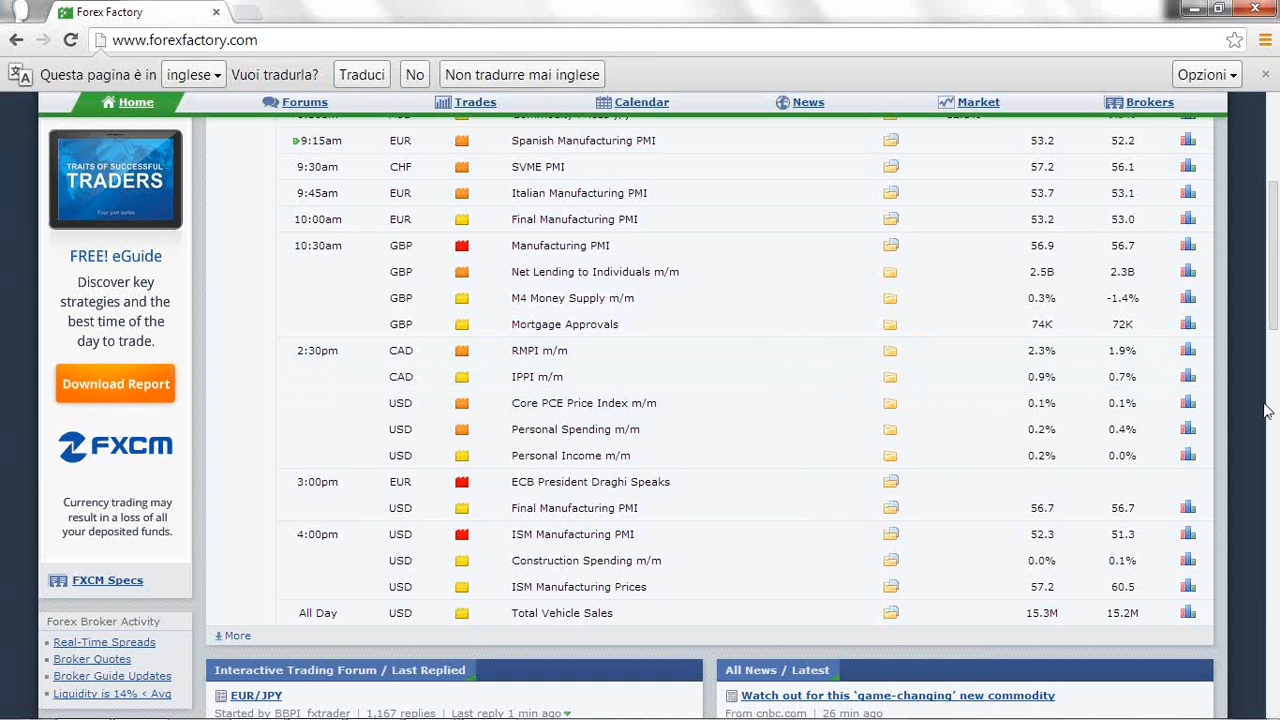 Forex Factory
www.forexfactory.com
Questa pagina è in inglese Vuoi tradurla? Traduci No Non tradurre mai inglese Opzioni
Home Forums Trades Calendar News Market Brokers
9:15am EUR Spanish Manufacturing PMI 53.2 52.2
9:30am CHF SVME PMI 57.2 56.1
9:45am EUR Italian Manufacturing PMI 53.7 53.1
10:00am EUR Final Manufacturing PMI 53.2 53.0
10:30am GBP Manufacturing PMI 56.9 56.7
GBP Net Lending to Individuals m/m 2.5B 2.3B
GBP M4 Money Supply m/m 0.3% -1.4%
GBP Mortgage Approvals 74K 72K
2:30pm CAD RMPI m/m 2.3% 1.9%
CAD IPPI m/m 0.9% 0.7%
USD Core PCE Price Index m/m 0.1% 0.1%
USD Personal Spending m/m 0.2% 0.4%
USD Personal Income m/m 0.2% 0.0%
3:00pm EUR ECB President Draghi Speaks
USD Final Manufacturing PMI 56.7 56.7
4:00pm USD ISM Manufacturing PMI 52.3 51.3
USD Construction Spending m/m 0.0% 0.1%
USD ISM Manufacturing Prices 57.2 60.5
All Day USD Total Vehicle Sales 15.3M 15.2M
More
TRAITS OF SUCCESSFUL
TRADERS
FREE! eGuide
Discover key
strategies and the
best time of the
day to trade.
Download Report
FXCM
Currency trading may
result in a loss of all
your deposited funds.
FXCM Specs
Forex Broker Activity
Real-Time Spreads
Broker Quotes
Broker Guide Updates
Liquidity is 14% < Avg
Interactive Trading Forum / Last Replied
EUR/JPY
Started by BBPI_fxtrader | 1,167 replies | Last reply 1 min ago
All News / Latest
Watch out for this ‘game-changing’ new commodity
From cnbc.com | 26 min ago